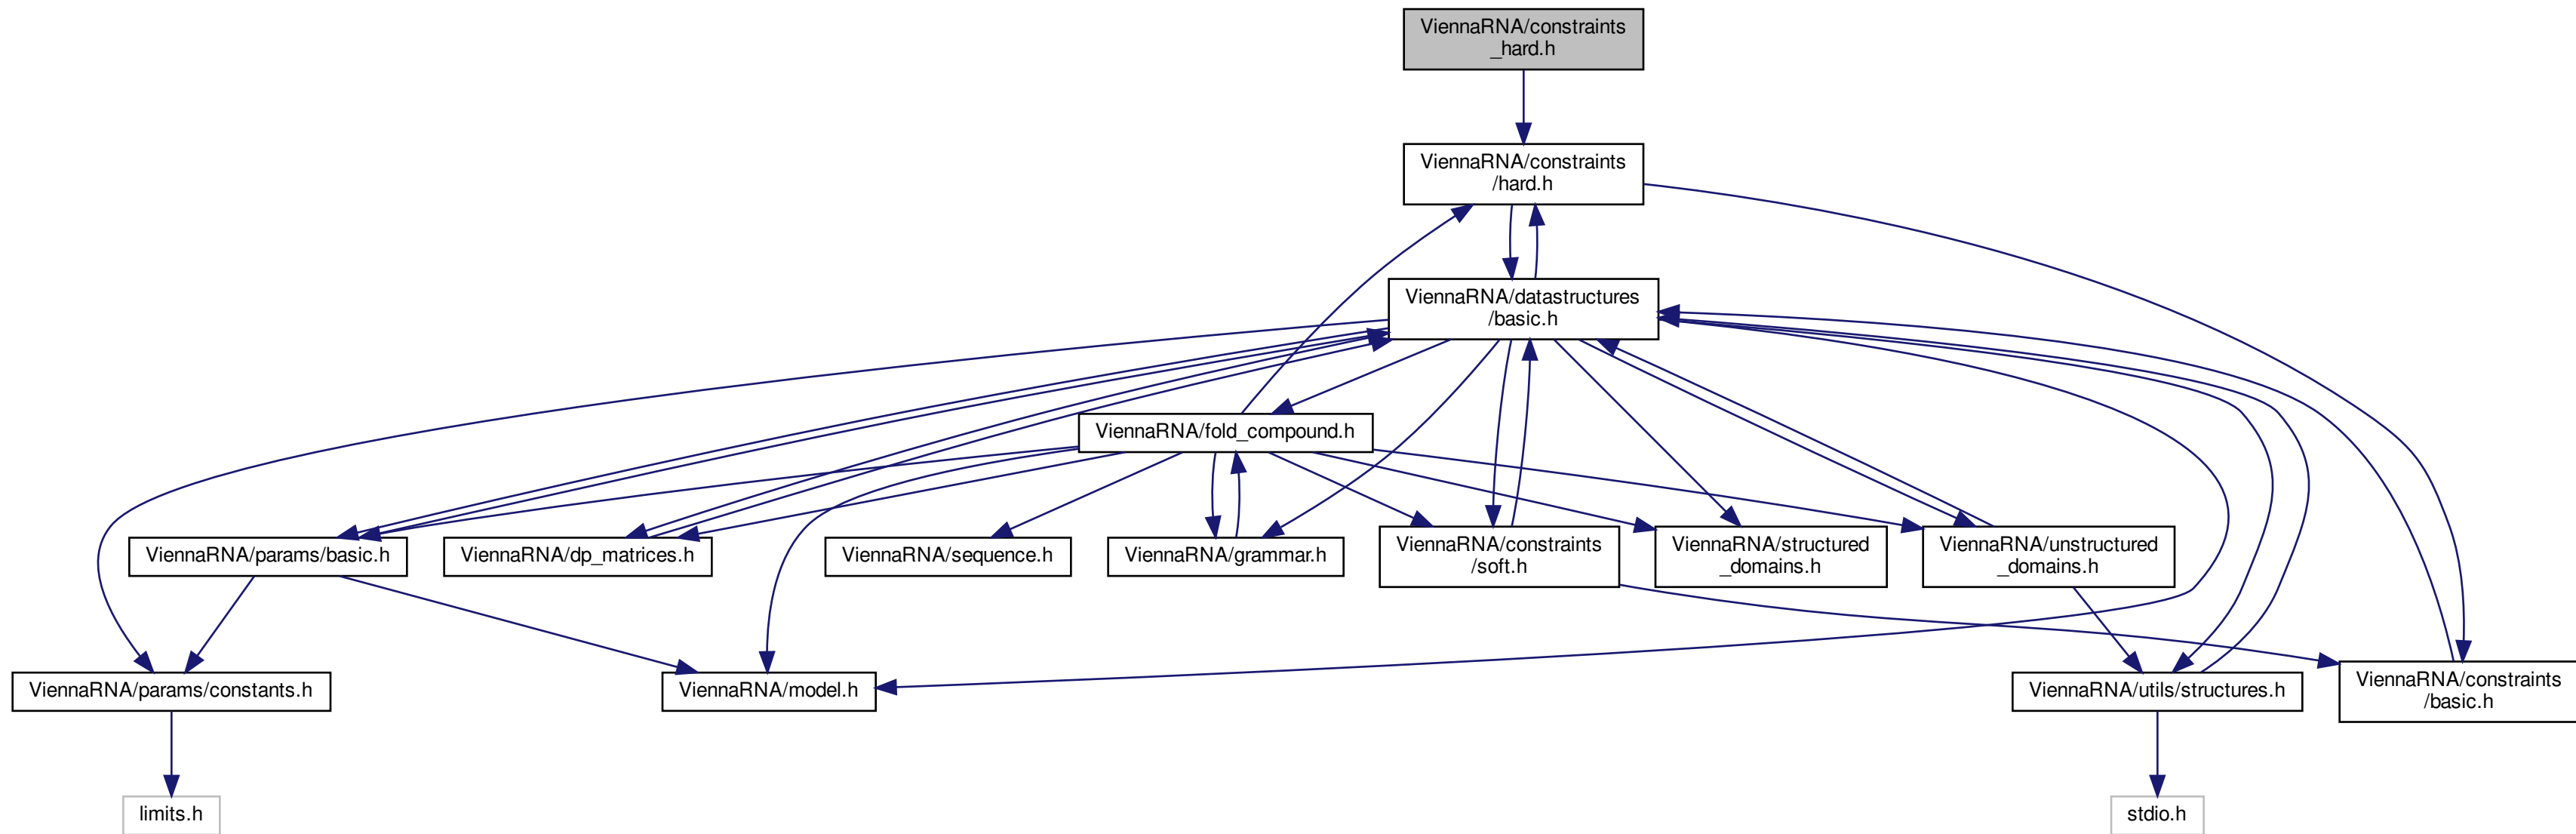 ViennaRNA/constraints
_hard.h
ViennaRNA/constraints
/hard.h
ViennaRNA/datastructures
/basic.h
ViennaRNA/fold_compound.h
ViennaRNA/params/basic.h
ViennaRNA/dp_matrices.h
ViennaRNA/sequence.h
ViennaRNA/grammar.h
ViennaRNA/constraints
/soft.h
ViennaRNA/structured
_domains.h
ViennaRNA/unstructured
_domains.h
ViennaRNA/params/constants.h
ViennaRNA/model.h
ViennaRNA/utils/structures.h
ViennaRNA/constraints
/basic.h
limits.h
stdio.h